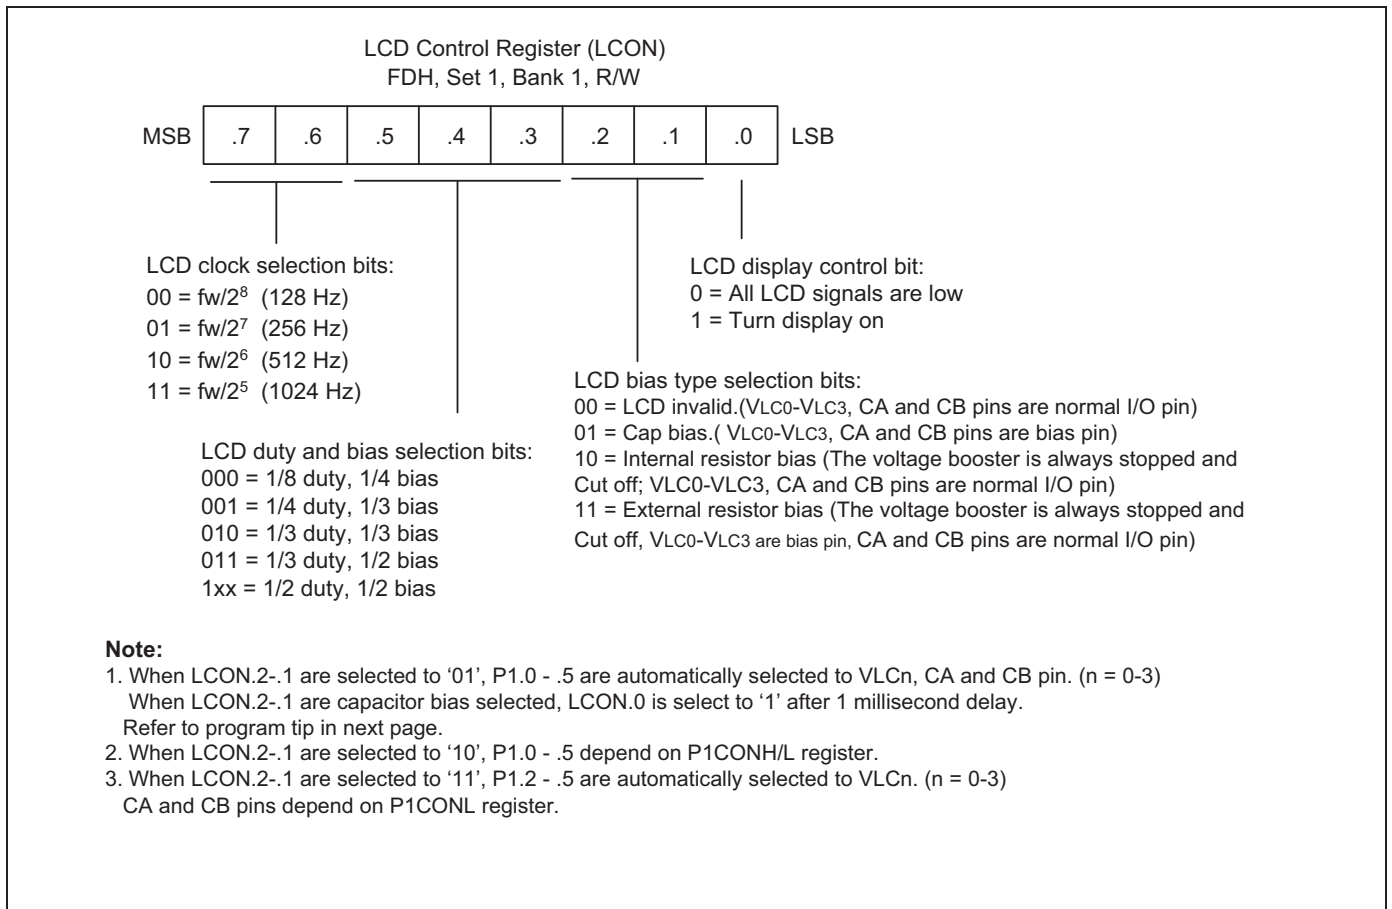 LCD Control Register (LCON)
FDH, Set 1, Bank 1, R/W
MSB .7 .6 .5 .4 .3 .2 .1 .0 LSB
LCD clock selection bits:
00 = fw/2⁸ (128 Hz)
01 = fw/2⁷ (256 Hz)
10 = fw/2⁶ (512 Hz)
11 = fw/2⁵ (1024 Hz)
LCD display control bit:
0 = All LCD signals are low
1 = Turn display on
LCD duty and bias selection bits:
000 = 1/8 duty, 1/4 bias
001 = 1/4 duty, 1/3 bias
010 = 1/3 duty, 1/3 bias
011 = 1/3 duty, 1/2 bias
1xx = 1/2 duty, 1/2 bias
LCD bias type selection bits:
00 = LCD invalid.(VLC0-VLC3, CA and CB pins are normal I/O pin)
01 = Cap bias.( VLC0-VLC3, CA and CB pins are bias pin)
10 = Internal resistor bias (The voltage booster is always stopped and
Cut off; VLC0-VLC3, CA and CB pins are normal I/O pin)
11 = External resistor bias (The voltage booster is always stopped and
Cut off, VLC0-VLC3 are bias pin, CA and CB pins are normal I/O pin)
Note:
1. When LCON.2-.1 are selected to ‘01’, P1.0 - .5 are automatically selected to VLCn, CA and CB pin. (n = 0-3)
When LCON.2-.1 are capacitor bias selected, LCON.0 is select to ‘1’ after 1 millisecond delay.
Refer to program tip in next page.
2. When LCON.2-.1 are selected to ‘10’, P1.0 - .5 depend on P1CONH/L register.
3. When LCON.2-.1 are selected to ‘11’, P1.2 - .5 are automatically selected to VLCn. (n = 0-3)
CA and CB pins depend on P1CONL register.